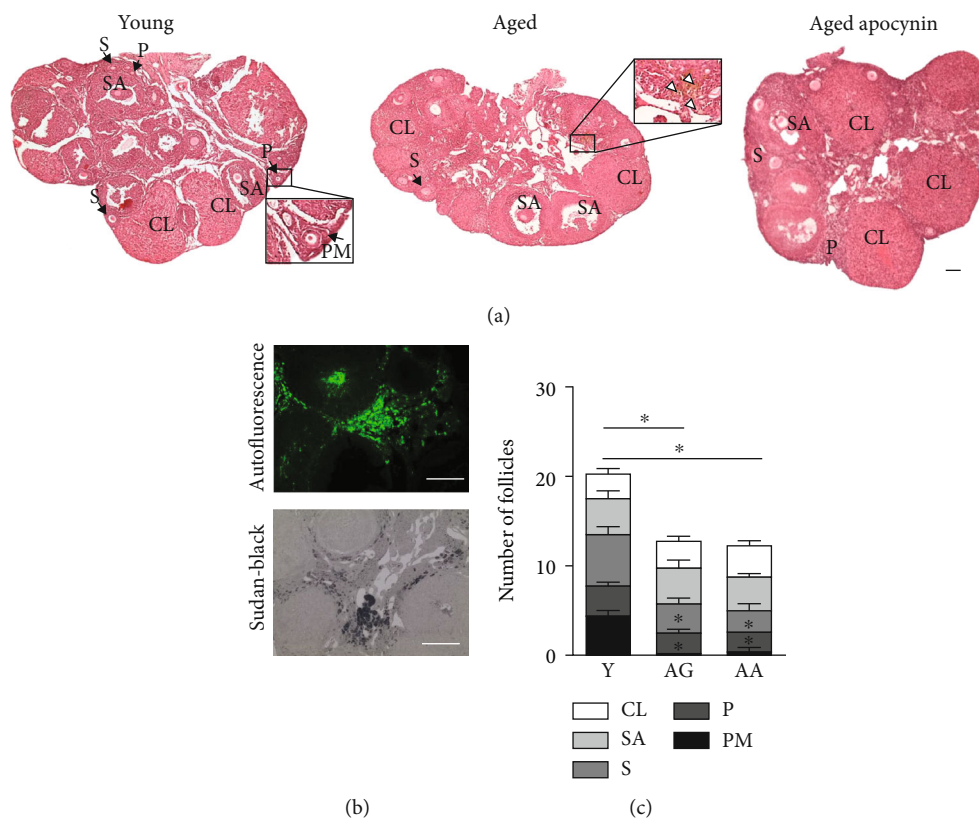 Young
Aged
Aged apocynin
S
P
SA
P
S
SA
CL
CL
PM
CL
S
CL
SA
SA
SA
CL
S
CL
CL
P
(a)
Autofluorescence
Sudan-black
(b)
Number of follicles
30
20
10
0
*
*
*
*
*
*
Y
AG
AA
CL
P
SA
PM
S
(c)